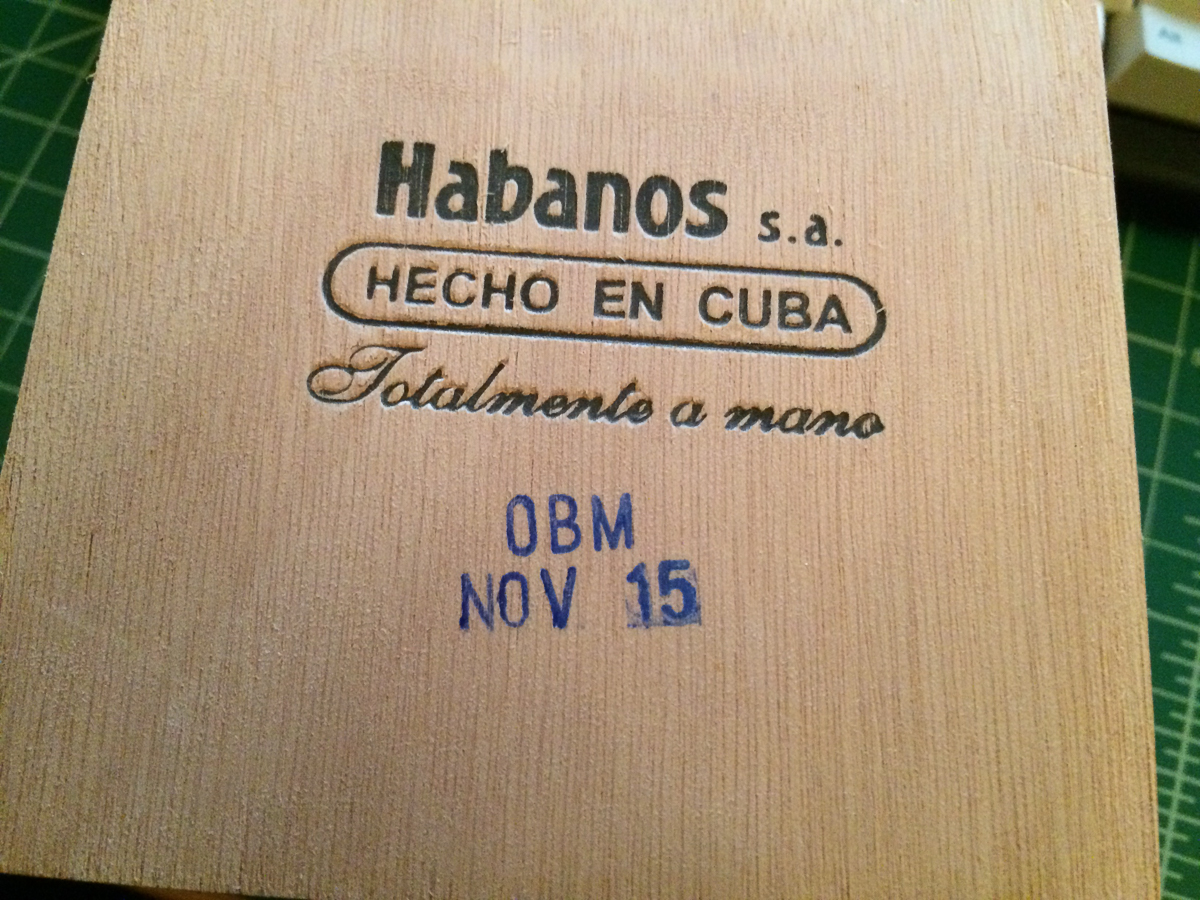 Habanos s.a.
HECHO EN CUBA
Totalmente a mano
OBM
NOV 15